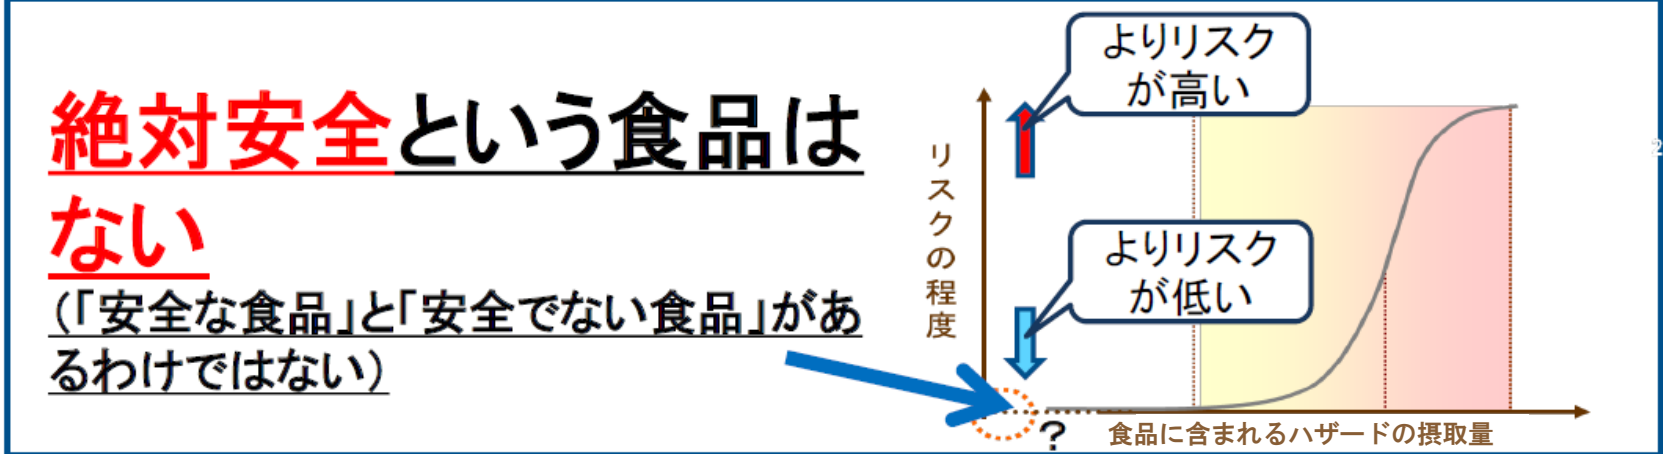 絶対安全という食品は
ない
(「安全な食品」と「安全でない食品」があ
るわけではない)
よりリスク
が高い
リスクの程度
よりリスク
が低い
?
食品に含まれるハザードの摂取量
2